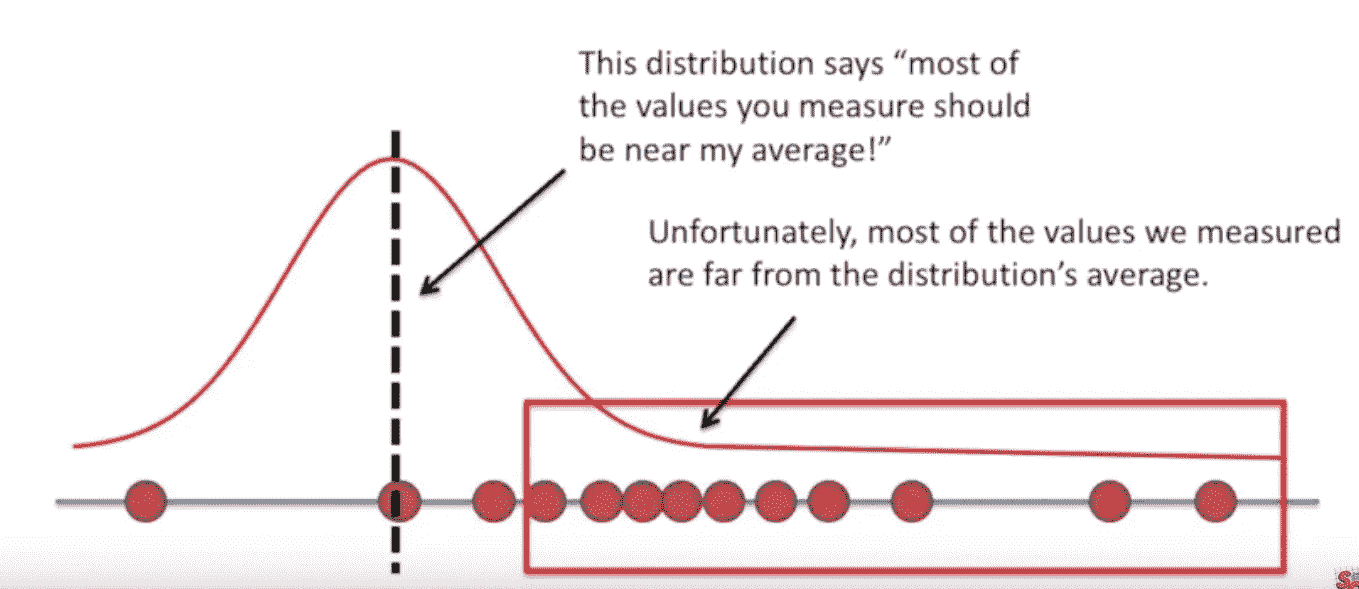 This distribution says “most of
the values you measure should
be near my average!”
Unfortunately, most of the values we measured
are far from the distribution’s average.